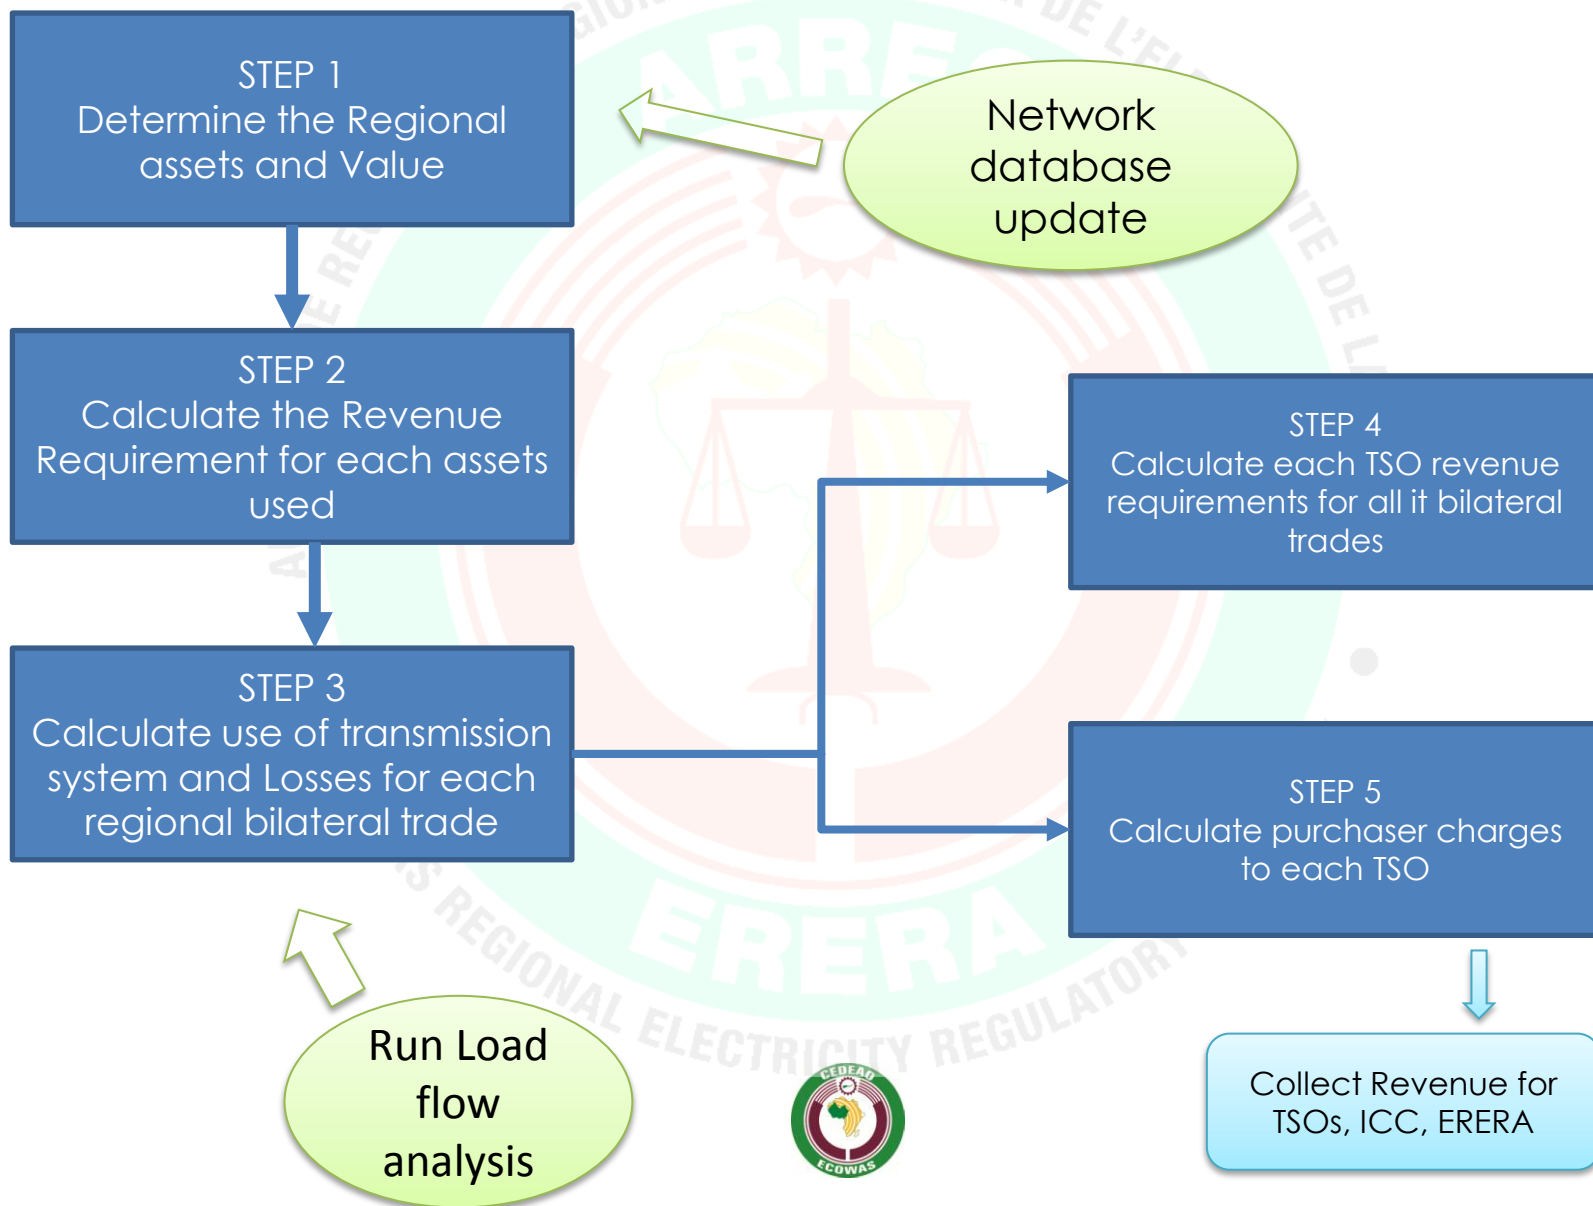 STEP 1
Determine the Regional
assets and Value
Network
database
update
STEP 2
Calculate the Revenue
Requirement for each assets
used
STEP 3
Calculate use of transmission
system and Losses for each
regional bilateral trade
STEP 4
Calculate each TSO revenue
requirements for all it bilateral
trades
STEP 5
Calculate purchaser charges
to each TSO
Run Load
flow
analysis
Collect Revenue for
TSOs, ICC, ERERA
CEDEAO
ECOWAS
ERERA
REGIONAL ELECTRICITY REGULATORY
DE L'
DE